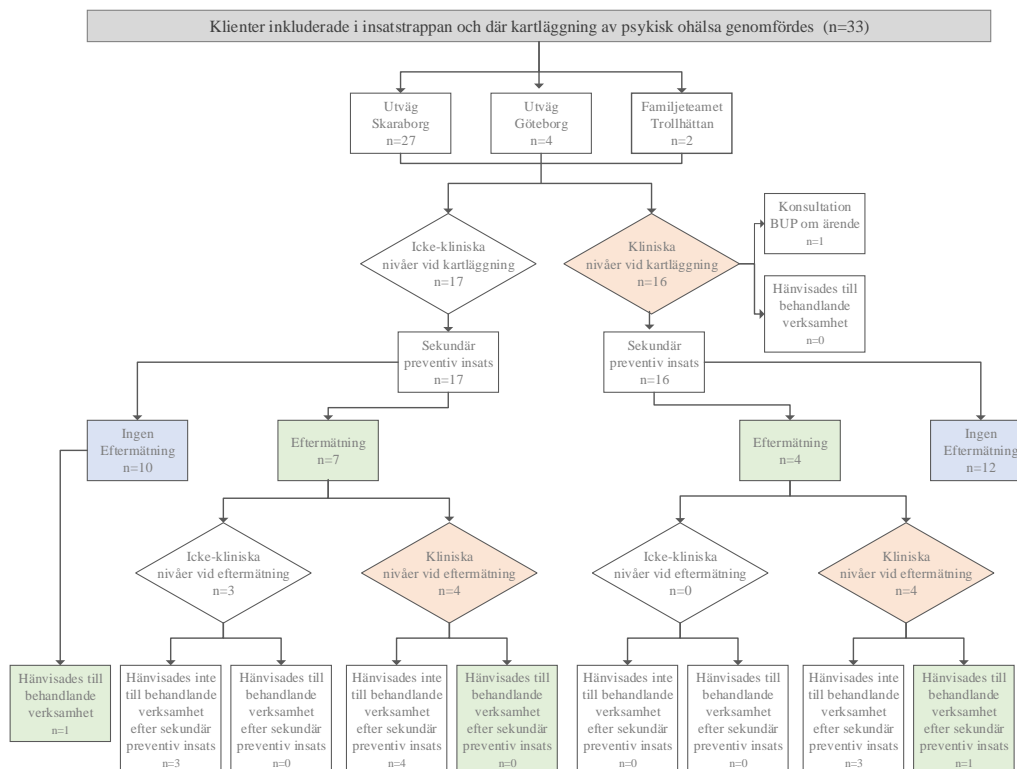 Klienter inkluderade i insatstrappan och där kartläggning av psykisk ohälsa genomfördes (n=33)
Utväg
Skaraborg
n=27
Utväg
Göteborg
n=4
Familjeteamet
Trollhättan
n=2
Icke-kliniska
nivåer vid kartläggning
n=17
Kliniska
nivåer vid kartläggning
n=16
Konsultation
BUP om ärende
n=1
Hänvisades till
behandlande
verksamhet
n=0
Sekundär
preventiv insats
n=17
Sekundär
preventiv insats
n=16
Ingen
Eftermätning
n=10
Eftermätning
n=7
Eftermätning
n=4
Ingen
Eftermätning
n=12
Icke-kliniska
nivåer vid eftermätning
n=3
Kliniska
nivåer vid eftermätning
n=4
Icke-kliniska
nivåer vid eftermätning
n=0
Kliniska
nivåer vid eftermätning
n=4
Hänvisades till
behandlande
verksamhet
n=1
Hänvisades inte
till behandlande
verksamhet
efter sekundär
preventiv insats
n=3
Hänvisades till
behandlande
verksamhet
efter sekundär
preventiv insats
n=0
Hänvisades inte
till behandlande
verksamhet
efter sekundär
preventiv insats
n=4
Hänvisades till
behandlande
verksamhet
efter sekundär
preventiv insats
n=0
Hänvisades inte
till behandlande
verksamhet
efter sekundär
preventiv insats
n=0
Hänvisades till
behandlande
verksamhet
efter sekundär
preventiv insats
n=0
Hänvisades inte
till behandlande
verksamhet
efter sekundär
preventiv insats
n=3
Hänvisades till
behandlande
verksamhet
efter sekundär
preventiv insats
n=1